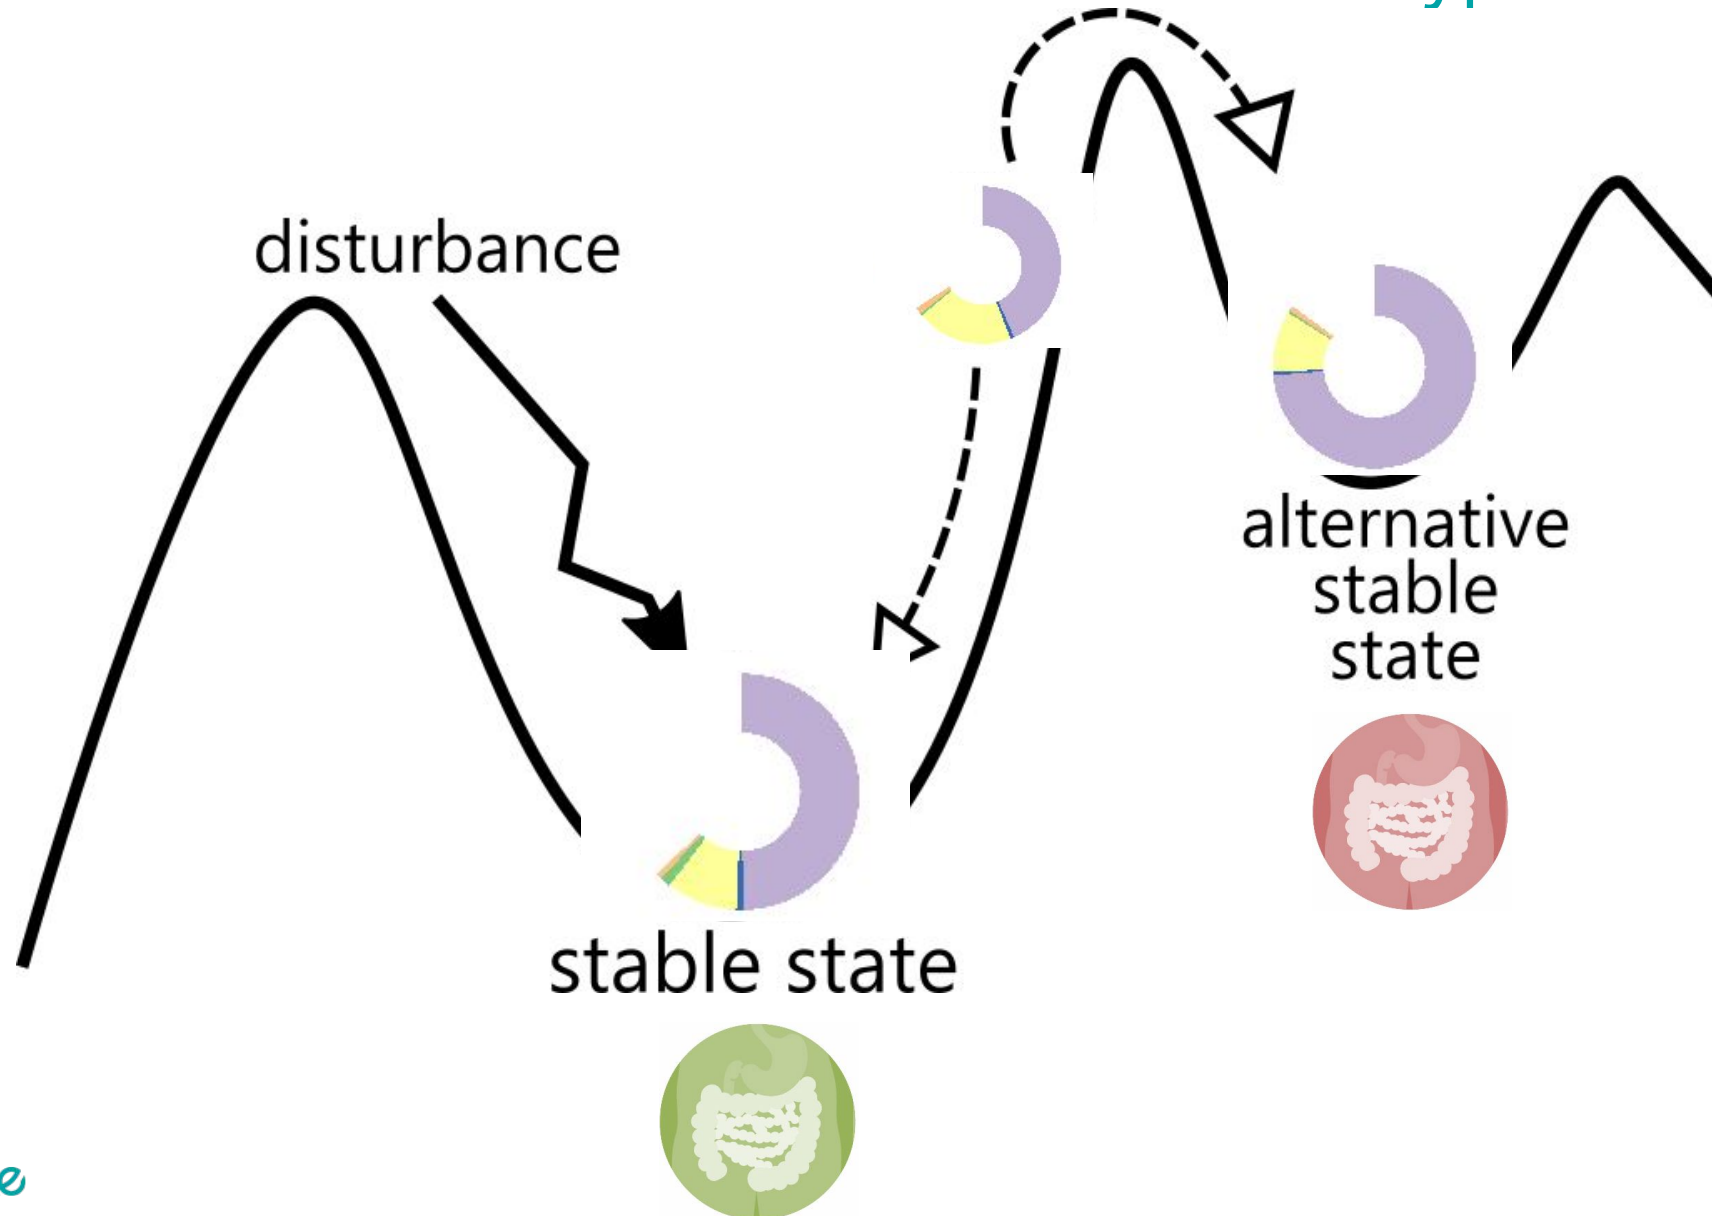 disturbance
alternative
stable
state
stable state
e